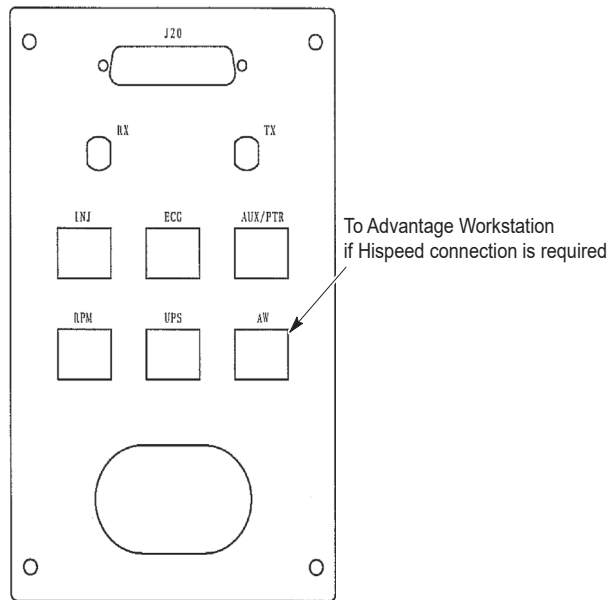 J20
RX TX
INJ ECG AUX/PTR
To Advantage Workstation
if Hispeed connection is required
RPM UPS AW